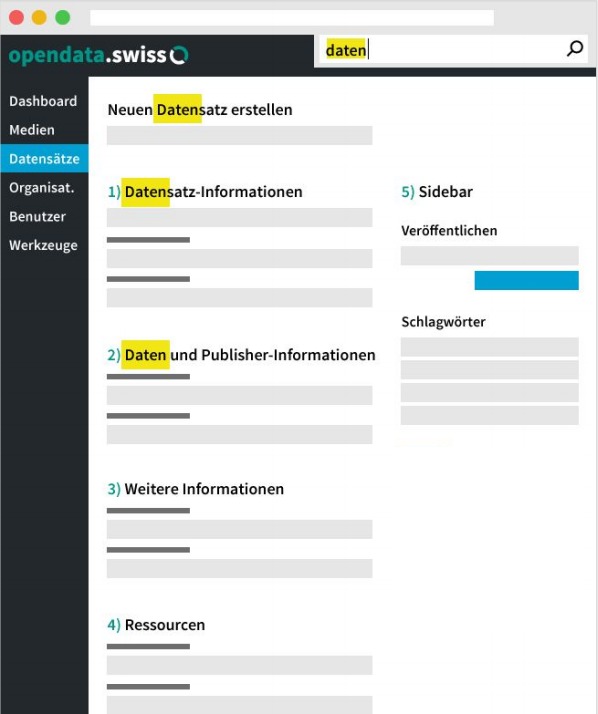 opendata.swiss
daten
Dashboard
Medien
Datensätze
Organisat.
Benutzer
Werkzeuge
Neuen Datensatz erstellen
1) Datensatz-Informationen
2) Daten und Publisher-Informationen
3) Weitere Informationen
4) Ressourcen
5) Sidebar
Veröffentlichen
Schlagwörter